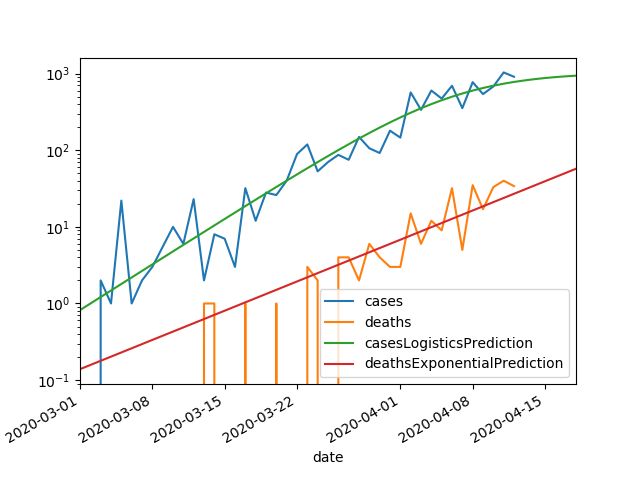 10³
10²
10¹
10⁰
10⁻¹
cases
deaths
casesLogisticsPrediction
deathsExponentialPrediction
2020-03-01
2020-03-08
2020-03-15
2020-03-22
2020-04-01
2020-04-08
2020-04-15
date